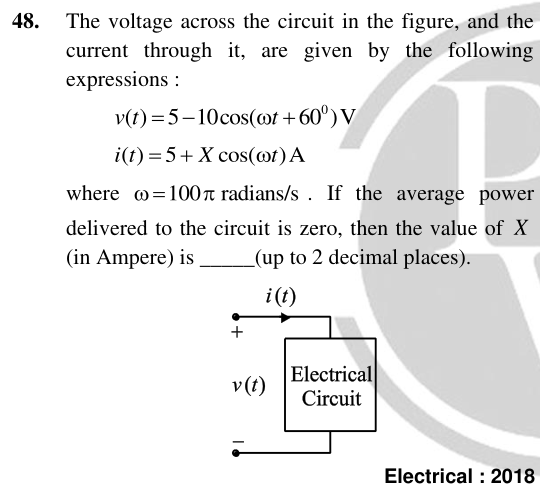 48. The voltage across the circuit in the figure, and the
current through it, are given by the following
expressions :
v(t) = 5 – 10cos(ωt + 60⁰) V
i(t) = 5 + X cos(ωt) A
where ω = 100π radians/s . If the average power
delivered to the circuit is zero, then the value of X
(in Ampere) is _____(up to 2 decimal places).
i(t)
+
v(t)
Electrical
Circuit
–
Electrical : 2018